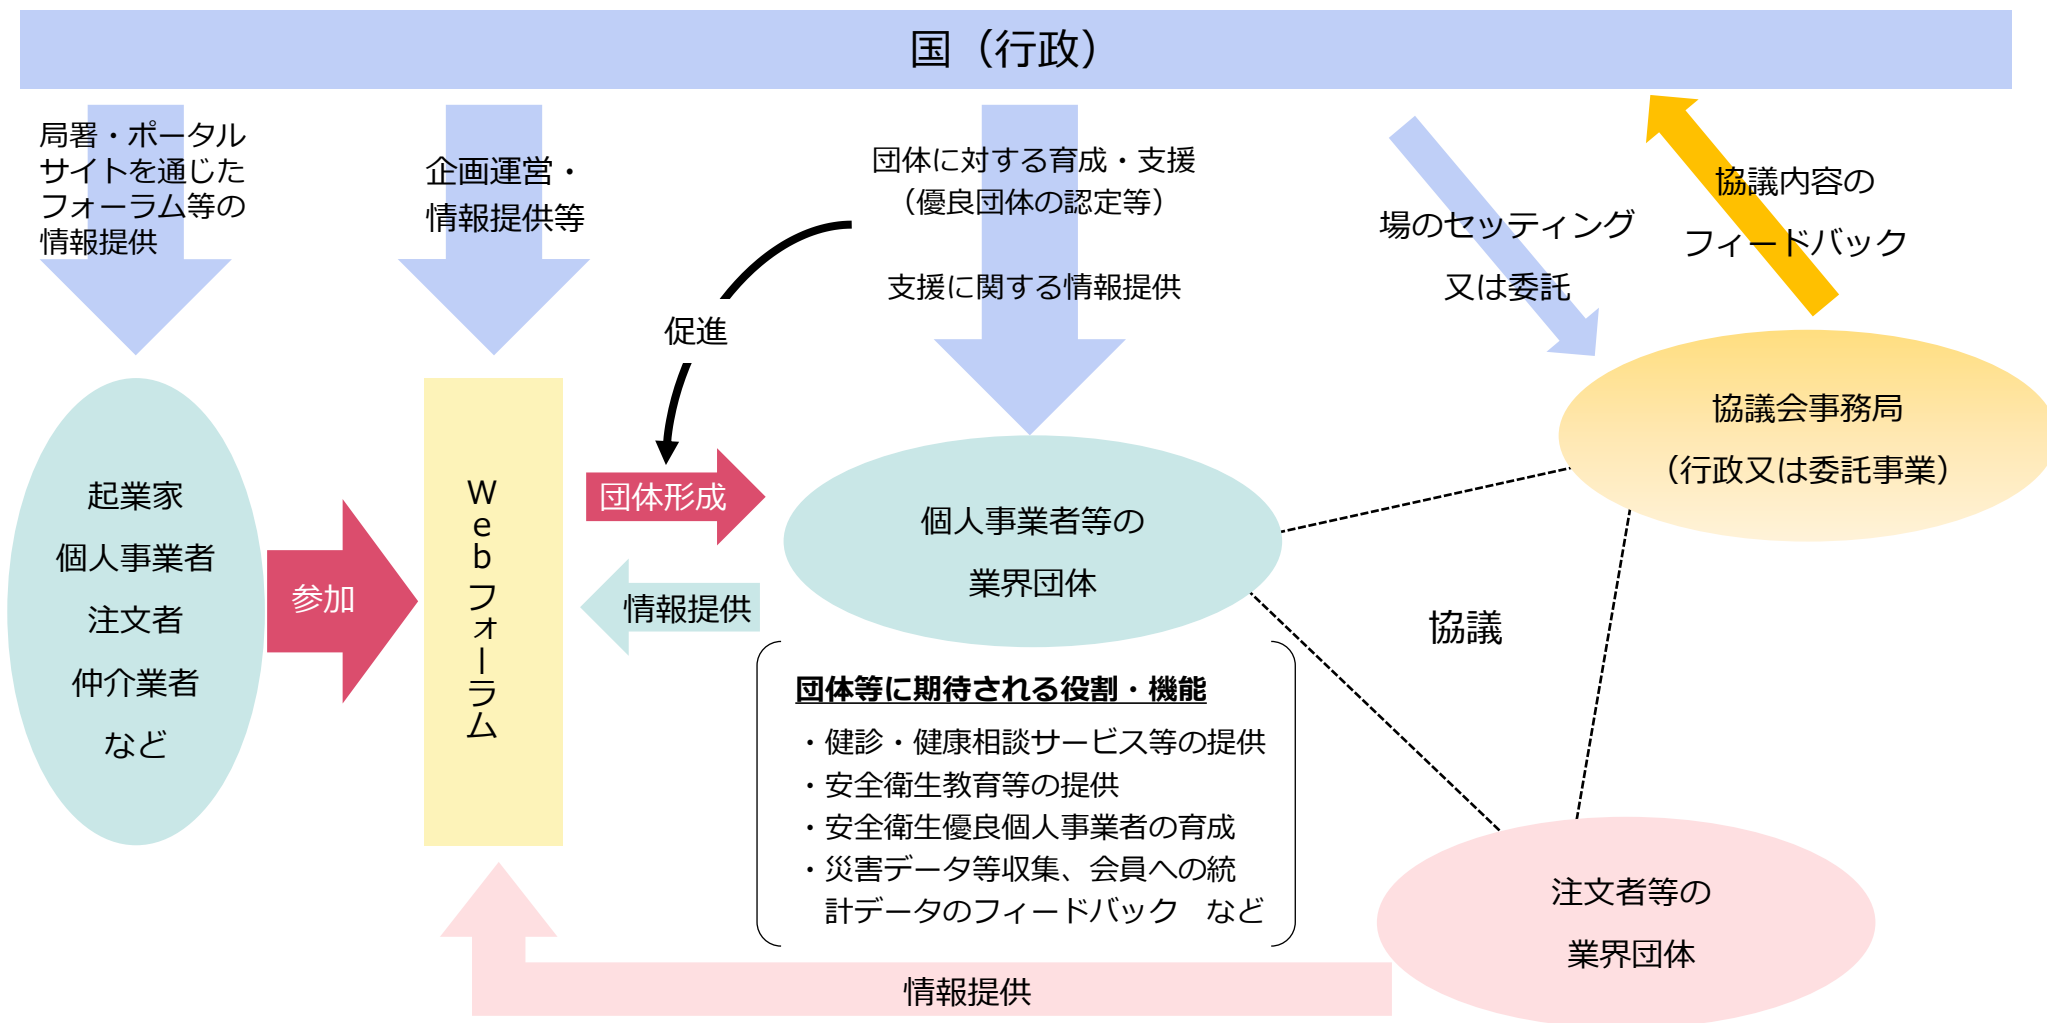 国（行政）
局署・ポータル
サイトを通じた
フォーラム等の
情報提供
企画運営・
情報提供等
団体に対する育成・支援
（優良団体の認定等）
支援に関する情報提供
場のセッティング
又は委託
協議内容の
フィードバック
促進
協議会事務局
（行政又は委託事業）
起業家
個人事業者
注文者
仲介業者
など
参加
Webフォーラム
団体形成
情報提供
個人事業者等の
業界団体
協議
団体等に期待される役割・機能
・健診・健康相談サービス等の提供
・安全衛生教育等の提供
・安全衛生優良個人事業者の育成
・災害データ等収集、会員への統
計データのフィードバック　など
注文者等の
業界団体
情報提供